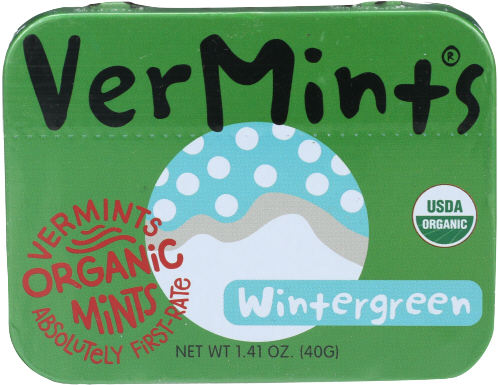 VerMints®
USDA
ORGANIC
VERMINTS
ORGANIC
MiNTS
ABSOLUTELY FIRST-RATE
Wintergreen
NET WT 1.41 OZ. (40G)